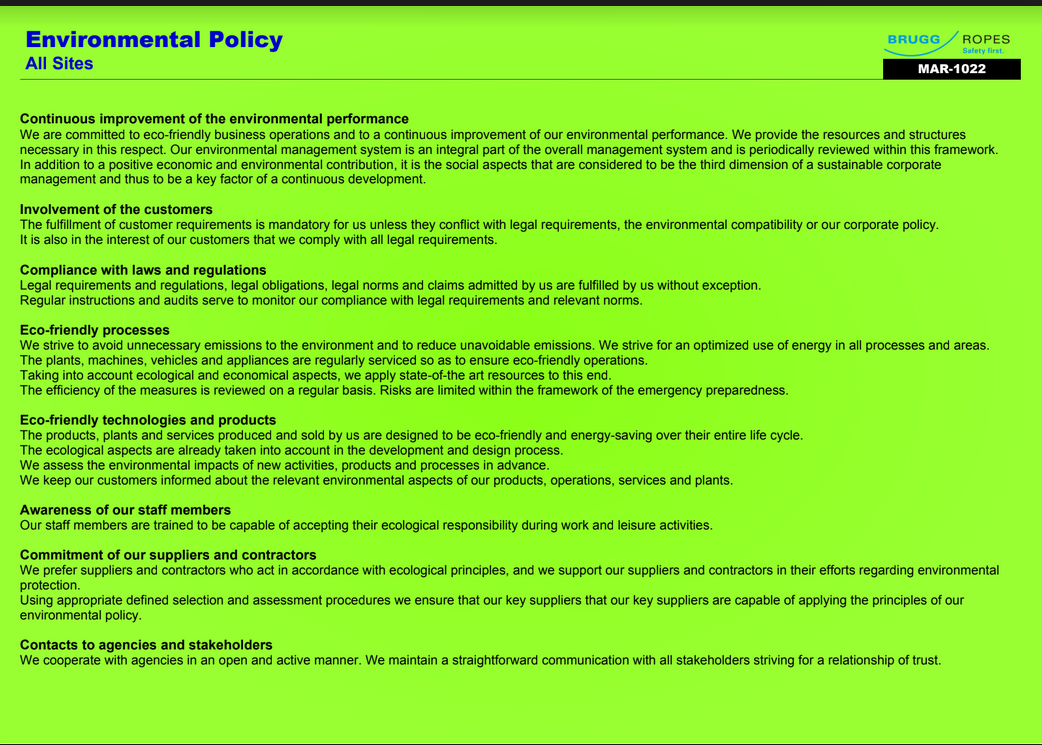 Environmental Policy
All Sites
BRUGG ROPES
Safety first.
MAR-1022
Continuous improvement of the environmental performance
We are committed to eco-friendly business operations and to a continuous improvement of our environmental performance. We provide the resources and structures
necessary in this respect. Our environmental management system is an integral part of the overall management system and is periodically reviewed within this framework.
In addition to a positive economic and environmental contribution, it is the social aspects that are considered to be the third dimension of a sustainable corporate
management and thus to be a key factor of a continuous development.
Involvement of the customers
The fulfillment of customer requirements is mandatory for us unless they conflict with legal requirements, the environmental compatibility or our corporate policy.
It is also in the interest of our customers that we comply with all legal requirements.
Compliance with laws and regulations
Legal requirements and regulations, legal obligations, legal norms and claims admitted by us are fulfilled by us without exception.
Regular instructions and audits serve to monitor our compliance with legal requirements and relevant norms.
Eco-friendly processes
We strive to avoid unnecessary emissions to the environment and to reduce unavoidable emissions. We strive for an optimized use of energy in all processes and areas.
The plants, machines, vehicles and appliances are regularly serviced so as to ensure eco-friendly operations.
Taking into account ecological and economical aspects, we apply state-of-the art resources to this end.
The efficiency of the measures is reviewed on a regular basis. Risks are limited within the framework of the emergency preparedness.
Eco-friendly technologies and products
The products, plants and services produced and sold by us are designed to be eco-friendly and energy-saving over their entire life cycle.
The ecological aspects are already taken into account in the development and design process.
We assess the environmental impacts of new activities, products and processes in advance.
We keep our customers informed about the relevant environmental aspects of our products, operations, services and plants.
Awareness of our staff members
Our staff members are trained to be capable of accepting their ecological responsibility during work and leisure activities.
Commitment of our suppliers and contractors
We prefer suppliers and contractors who act in accordance with ecological principles, and we support our suppliers and contractors in their efforts regarding environmental
protection.
Using appropriate defined selection and assessment procedures we ensure that our key suppliers that our key suppliers are capable of applying the principles of our
environmental policy.
Contacts to agencies and stakeholders
We cooperate with agencies in an open and active manner. We maintain a straightforward communication with all stakeholders striving for a relationship of trust.